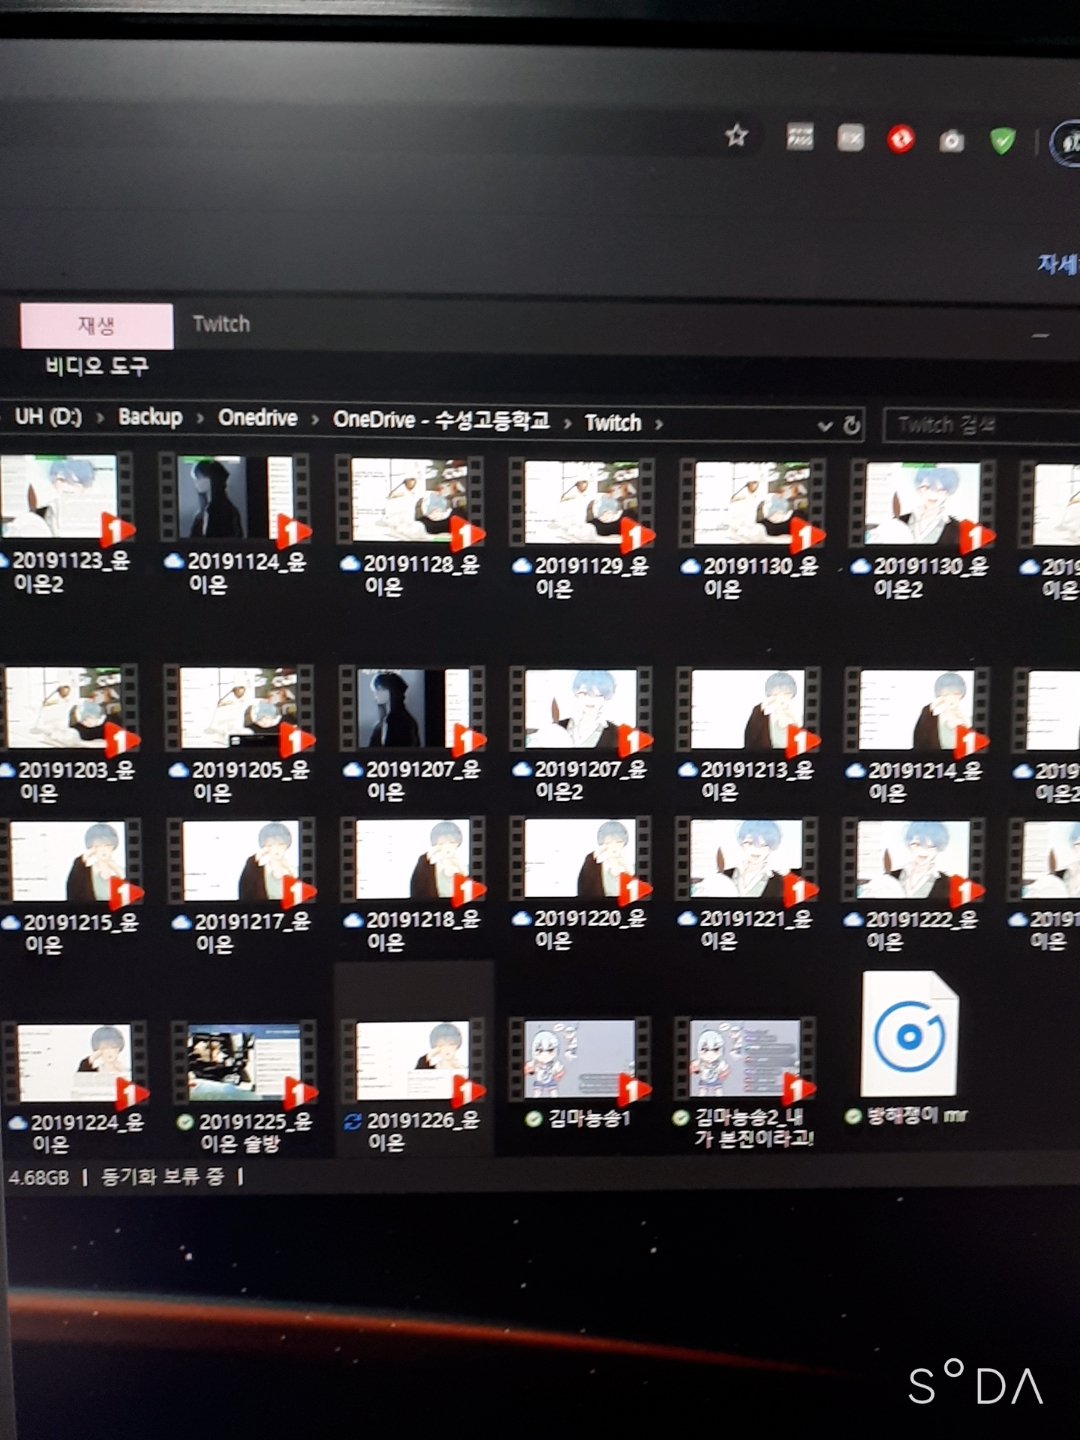 자세
재생
Twitch
비디오 도구
UH (D:) › Backup › Onedrive › OneDrive - 수성고등학교 › Twitch ›
Twitch 검색
20191123_윤
이온2
20191124_윤
이온
20191128_윤
이온
20191129_윤
이온
20191130_윤
이온
20191130_윤
이온2
2019
이온
20191203_윤
이온
20191205_윤
이온
20191207_윤
이온
20191207_윤
이온2
20191213_윤
이온
20191214_윤
이온
2019
이온2
20191215_윤
이온
20191217_윤
이온
20191218_윤
이온
20191220_윤
이온
20191221_윤
이온
20191222_윤
이온
2019
이온
20191224_윤
이온
20191225_윤
이온 술방
20191226_윤
이온
김마능송1
김마능송2_내
가 본진이라고!
방해쟁이 mr
4.68GB | 동기화 보류 중 |
SODA